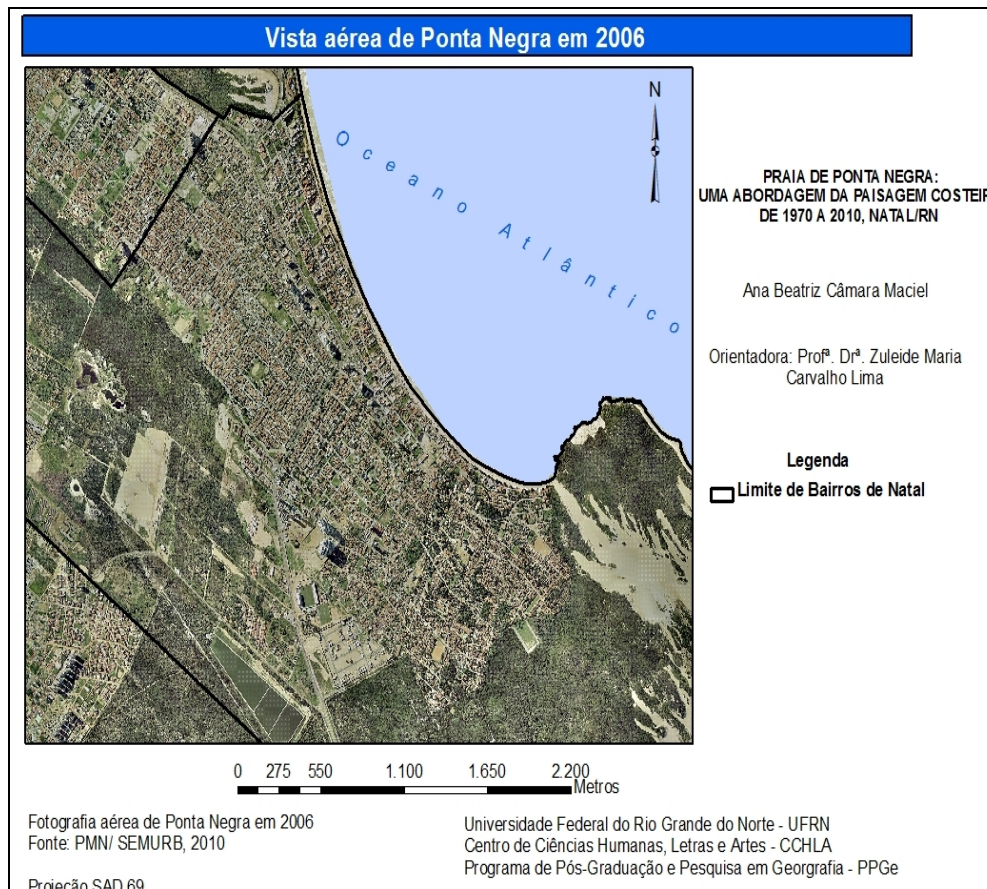 Vista aérea de Ponta Negra em 2006
N
Oceano Atlântico
PRAIA DE PONTA NEGRA:
UMA ABORDAGEM DA PAISAGEM COSTEIR
DE 1970 A 2010, NATAL/RN
Ana Beatriz Câmara Maciel
Orientadora: Profª. Drª. Zuleide Maria
Carvalho Lima
Legenda
Limite de Bairros de Natal
0 275 550 1.100 1.650 2.200
Metros
Fotografia aérea de Ponta Negra em 2006
Fonte: PMN/ SEMURB, 2010
Projeção SAD 69
Universidade Federal do Rio Grande do Norte - UFRN
Centro de Ciências Humanas, Letras e Artes - CCHLA
Programa de Pós-Graduação e Pesquisa em Georgrafia - PPGe